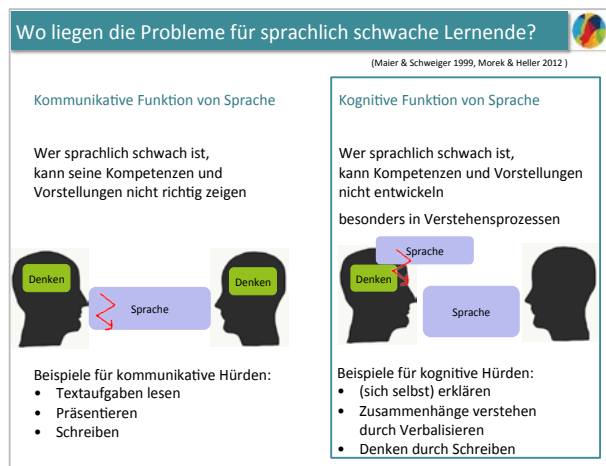 Wo liegen die Probleme für sprachlich schwache Lernende?
(Maier & Schweiger 1999, Morek & Heller 2012 )
Kommunikative Funktion von Sprache
Wer sprachlich schwach ist,
kann seine Kompetenzen und
Vorstellungen nicht richtig zeigen
Denken
Sprache
Denken
Beispiele für kommunikative Hürden:
• Textaufgaben lesen
• Präsentieren
• Schreiben
Kognitive Funktion von Sprache
Wer sprachlich schwach ist,
kann Kompetenzen und Vorstellungen
nicht entwickeln
besonders in Verstehensprozessen
Sprache
Denken
Sprache
Beispiele für kognitive Hürden:
• (sich selbst) erklären
• Zusammenhänge verstehen
durch Verbalisieren
• Denken durch Schreiben